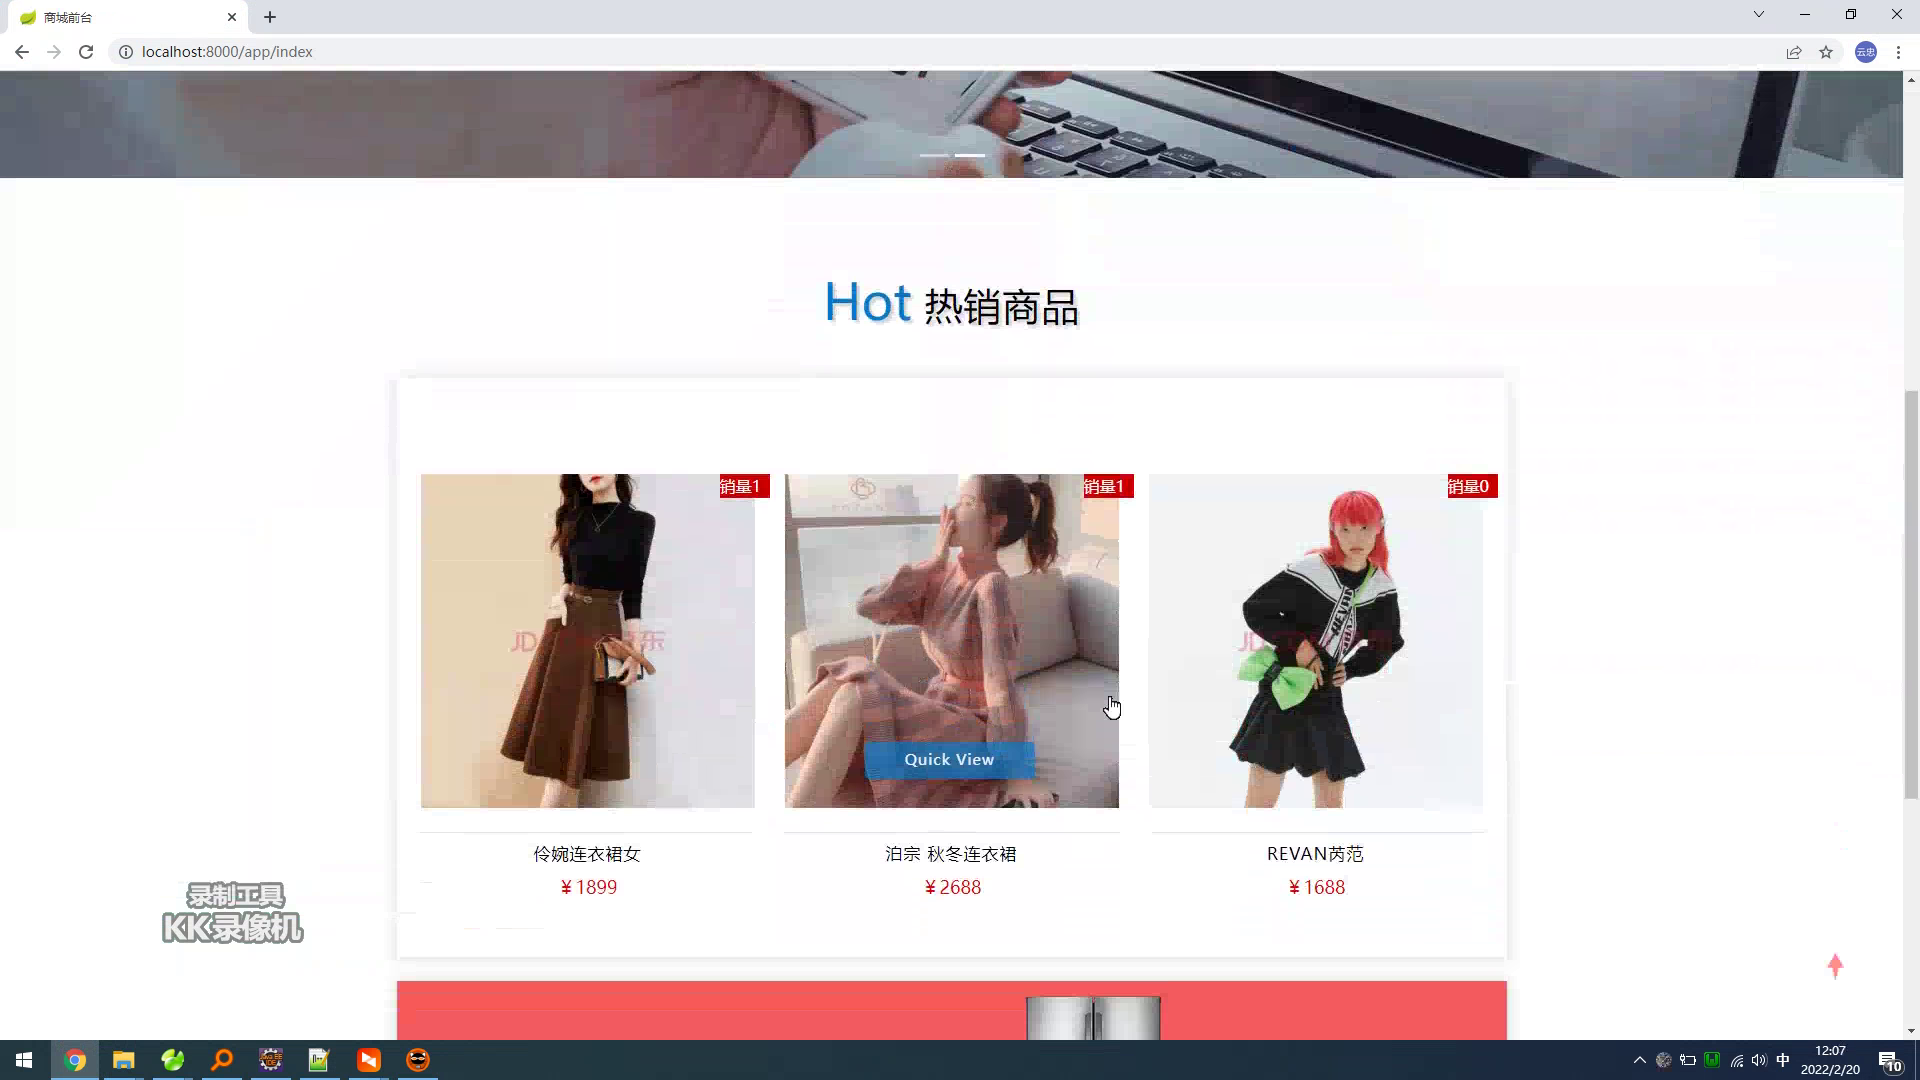 商城前台
localhost:8000/app/index
云忠
Hot 热销商品
销量1
销量1
销量0
Quick View
伶婉连衣裙女
泊宗 秋冬连衣裙
REVAN芮范
¥1899
¥2688
¥1688
录制工具
KK录像机
中
12:07
2022/2/20
10